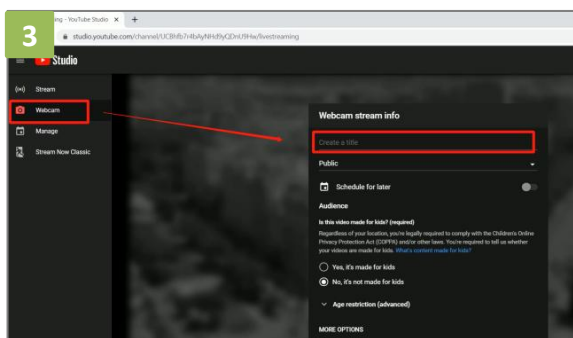 3
ng - YouTube Studio
studio.youtube.com/channel/UCBhfb7r4bAyNHd9yQDnU9Hw/livestreaming
Studio
Stream
Webcam
Manage
Stream Now Classic
Webcam stream info
Create a title
Public
Schedule for later
Audience
Is this video made for kids? (required)
Regardless of your location, you're legally required to comply with the Children's Online
Privacy Protection Act (COPPA) and/or other laws. You're required to tell us whether
your videos are made for kids. What's content made for kids?
Yes, it's made for kids
No, it's not made for kids
Age restriction (advanced)
MORE OPTIONS